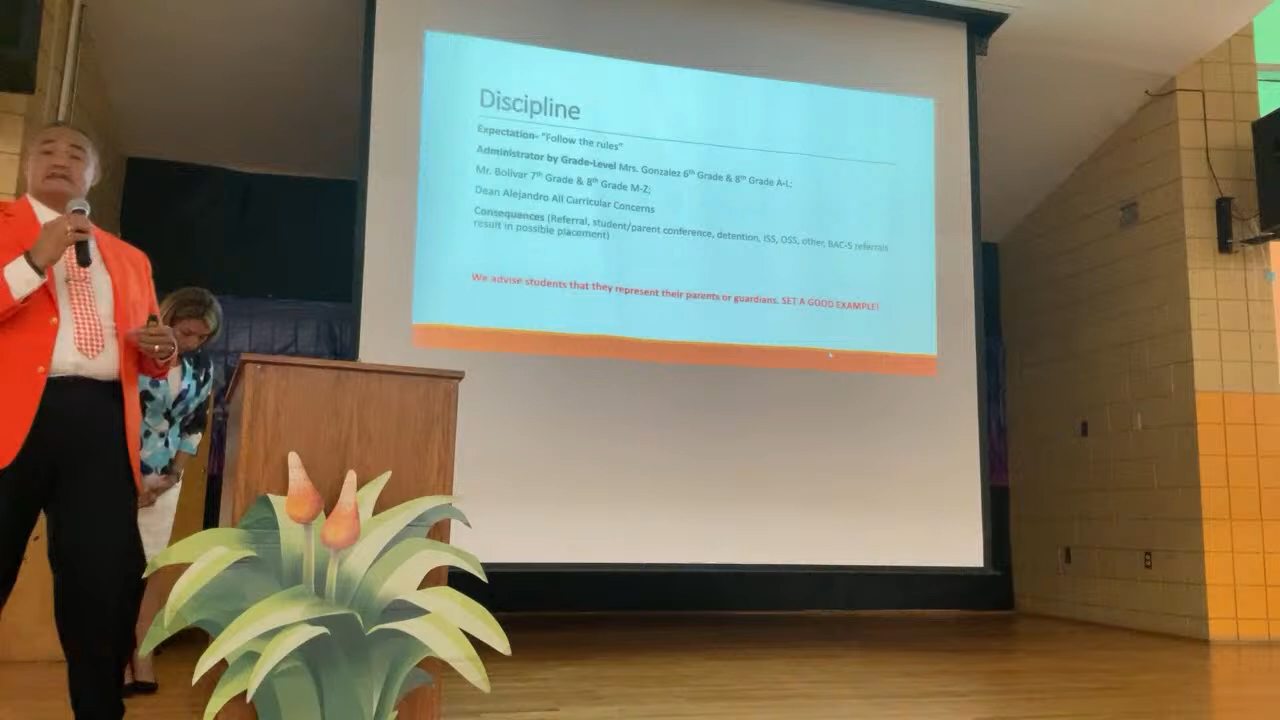 Discipline
Expectation- "Follow the rules"
Administrator by Grade-Level Mrs. Gonzalez 6th Grade & 8th Grade A-L;
Mr. Bolivar 7th Grade & 8th Grade M-Z;
Dean Alejandro All Curricular Concerns
Consequences (Referral, student/parent conference, detention, ISS, OSS, other, BAC-5 referrals
result in possible placement)
We advise students that they represent their parents or guardians. SET A GOOD EXAMPLE!